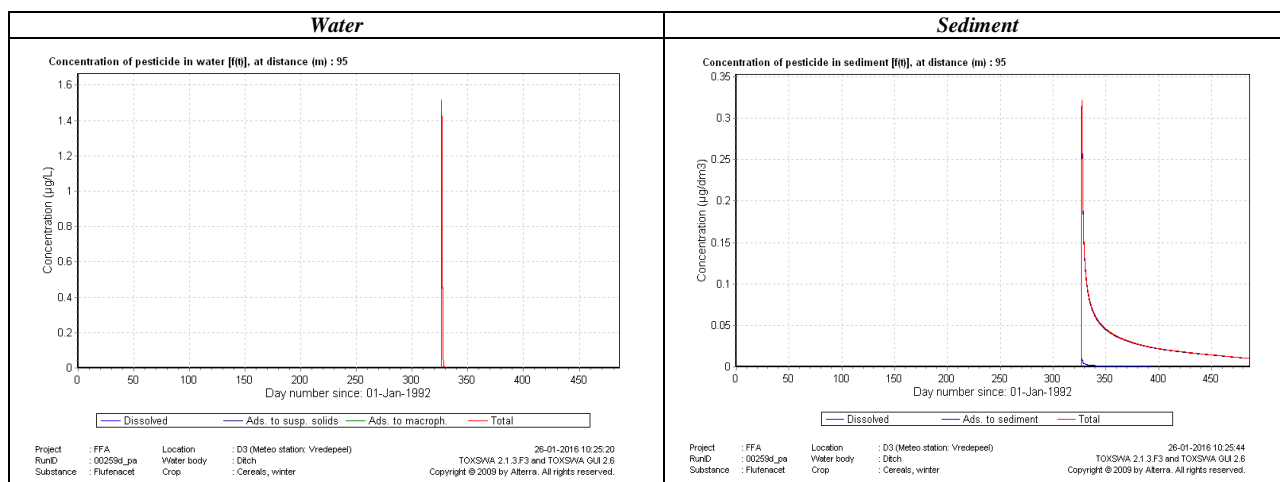 Water
Sediment
Concentration of pesticide in water [f(t)], at distance (m) : 95
1.6
1.4
1.2
1
0.8
0.6
0.4
0.2
0
Concentration (µg/L)
0 50 100 150 200 250 300 350 400 450
Day number since: 01-Jan-1992
Dissolved Ads. to susp. solids Ads. to macroph. Total
Project : FFA Location : D3 (Meteo station: Vredepeel) 26-01-2016 10:25:20
RunID : 00259d_pa Water body : Ditch TOXSWA 2.1.3.F3 and TOXSWA GUI 2.6
Substance : Flufenacet Crop : Cereals, winter Copyright © 2009 by Alterra. All rights reserved.
Concentration of pesticide in sediment [f(t)], at distance (m) : 95
0.35
0.3
0.25
0.2
0.15
0.1
0.05
0
Concentration (µg/dm3)
0 50 100 150 200 250 300 350 400 450
Day number since: 01-Jan-1992
Dissolved Ads. to sediment Total
Project : FFA Location : D3 (Meteo station: Vredepeel) 26-01-2016 10:25:44
RunID : 00259d_pa Water body : Ditch TOXSWA 2.1.3.F3 and TOXSWA GUI 2.6
Substance : Flufenacet Crop : Cereals, winter Copyright © 2009 by Alterra. All rights reserved.